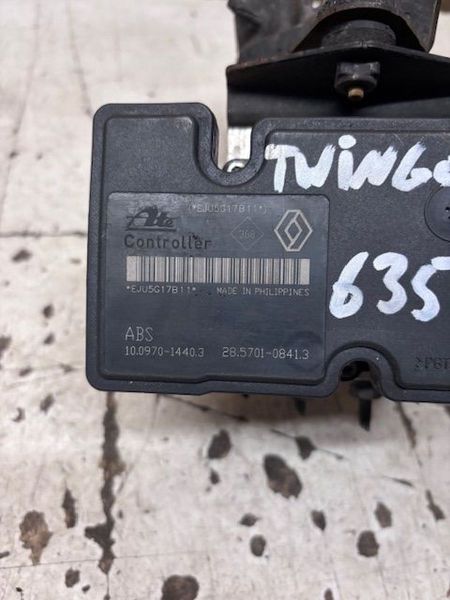 TWINGO
(*EJU5G17B11*)
Ate
368
Controller
*EJU5G17B11* MADE IN PHILIPPINES
635
ABS
10.0970-1440.3 28.5701-0841.3